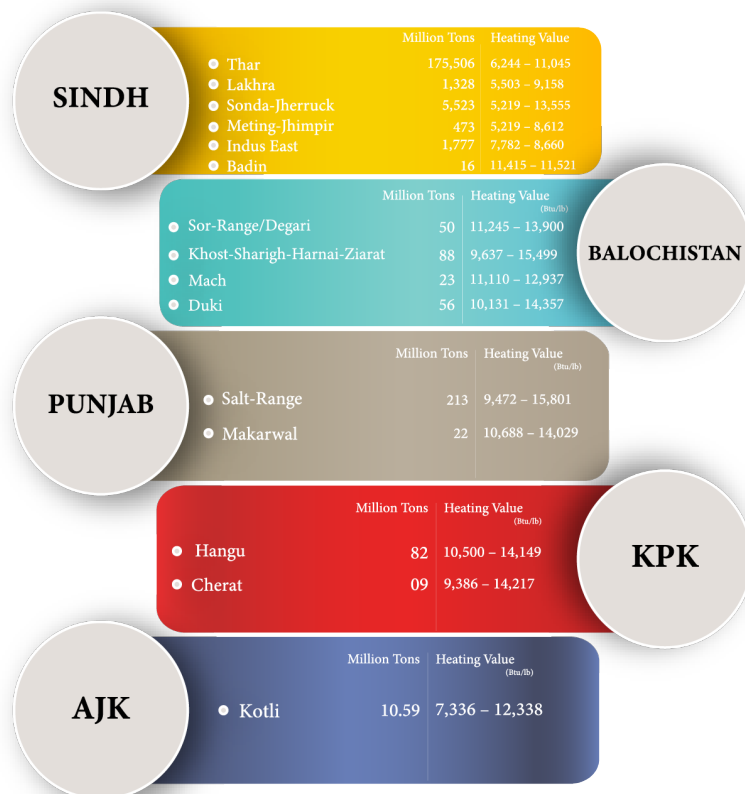 SINDH
Million Tons Heating Value
Thar 175,506 6,244 – 11,045
Lakhra 1,328 5,503 – 9,158
Sonda-Jherruck 5,523 5,219 – 13,555
Meting-Jhimpir 473 5,219 – 8,612
Indus East 1,777 7,782 – 8,660
Badin 16 11,415 – 11,521
BALOCHISTAN
Million Tons Heating Value
(Btu/lb)
Sor-Range/Degari 50 11,245 – 13,900
Khost-Sharigh-Harnai-Ziarat 88 9,637 – 15,499
Mach 23 11,110 – 12,937
Duki 56 10,131 – 14,357
PUNJAB
Million Tons Heating Value
(Btu/lb)
Salt-Range 213 9,472 – 15,801
Makarwal 22 10,688 – 14,029
KPK
Million Tons Heating Value
(Btu/lb)
Hangu 82 10,500 – 14,149
Cherat 09 9,386 – 14,217
AJK
Million Tons Heating Value
(Btu/lb)
Kotli 10.59 7,336 – 12,338